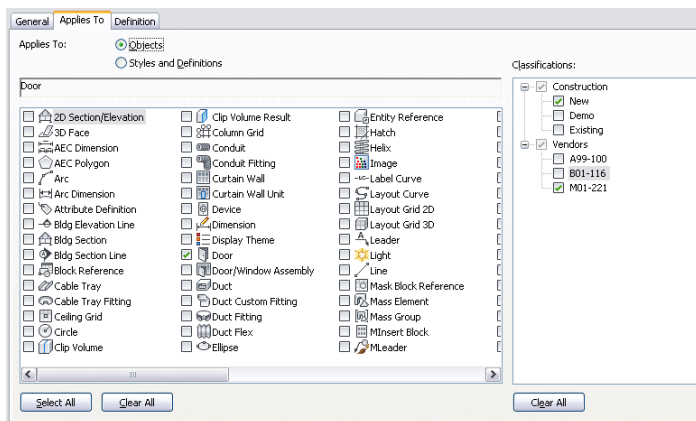 General Applies To Definition
Applies To: Objects
Styles and Definitions
Classifications:
Door
2D Section/Elevation
3D Face
AEC Dimension
AEC Polygon
Arc
Arc Dimension
Attribute Definition
Bldg Elevation Line
Bldg Section
Bldg Section Line
Block Reference
Cable Tray
Cable Tray Fitting
Ceiling Grid
Circle
Clip Volume
Clip Volume Result
Column Grid
Conduit
Conduit Fitting
Curtain Wall
Curtain Wall Unit
Device
Dimension
Display Theme
Door
Door/Window Assembly
Duct
Duct Custom Fitting
Duct Fitting
Duct Flex
Ellipse
Entity Reference
Hatch
Helix
Image
Label Curve
Layout Curve
Layout Grid 2D
Layout Grid 3D
Leader
Light
Line
Mask Block Reference
Mass Element
Mass Group
MInsert Block
MLeader
Construction
New
Demo
Existing
Vendors
A99-100
B01-116
M01-221
Select All Clear All
Clear All